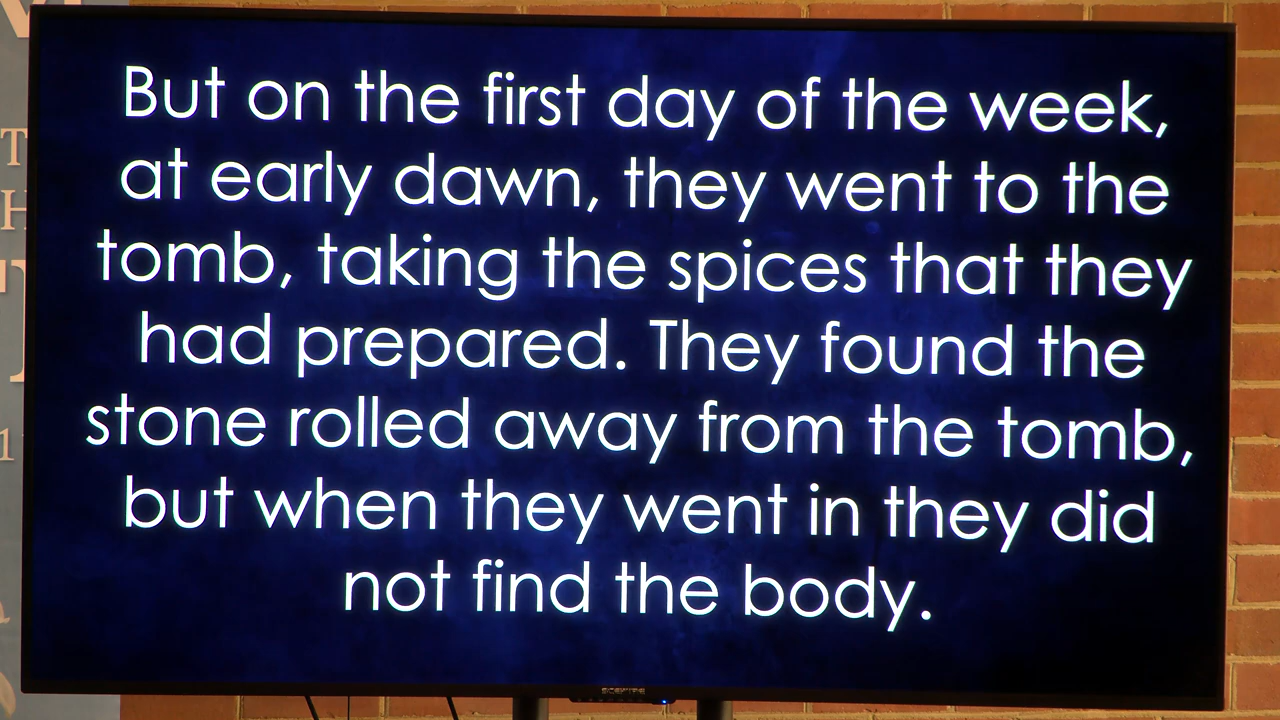 But on the first day of the week,
at early dawn, they went to the
tomb, taking the spices that they
had prepared. They found the
stone rolled away from the tomb,
but when they went in they did
not find the body.
SCEPTRE